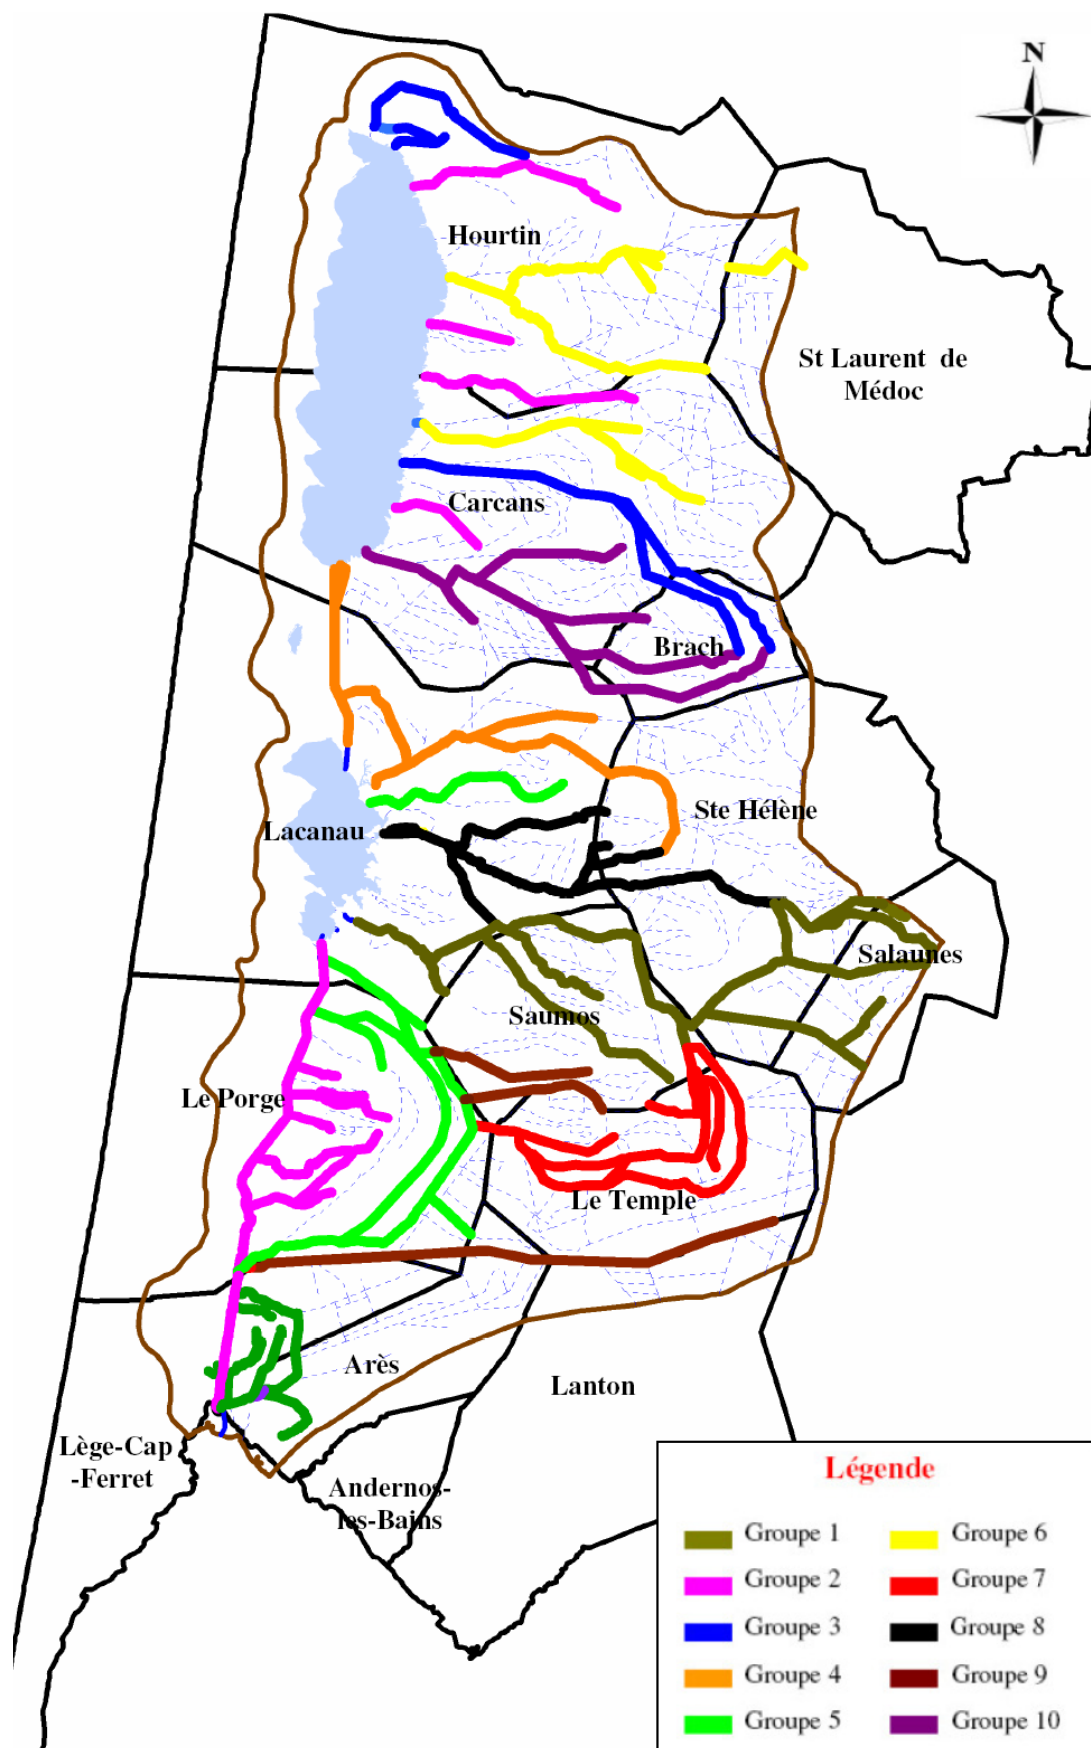 N
Hourtin
St Laurent de
Médoc
Carcans
Brach
Ste Hélène
Lacanau
Salaunes
Saumos
Le Porge
Le Temple
Arès
Lanton
Lège-Cap
-Ferret
Andernos-
les-Bains
Légende
Groupe 1
Groupe 6
Groupe 2
Groupe 7
Groupe 3
Groupe 8
Groupe 4
Groupe 9
Groupe 5
Groupe 10